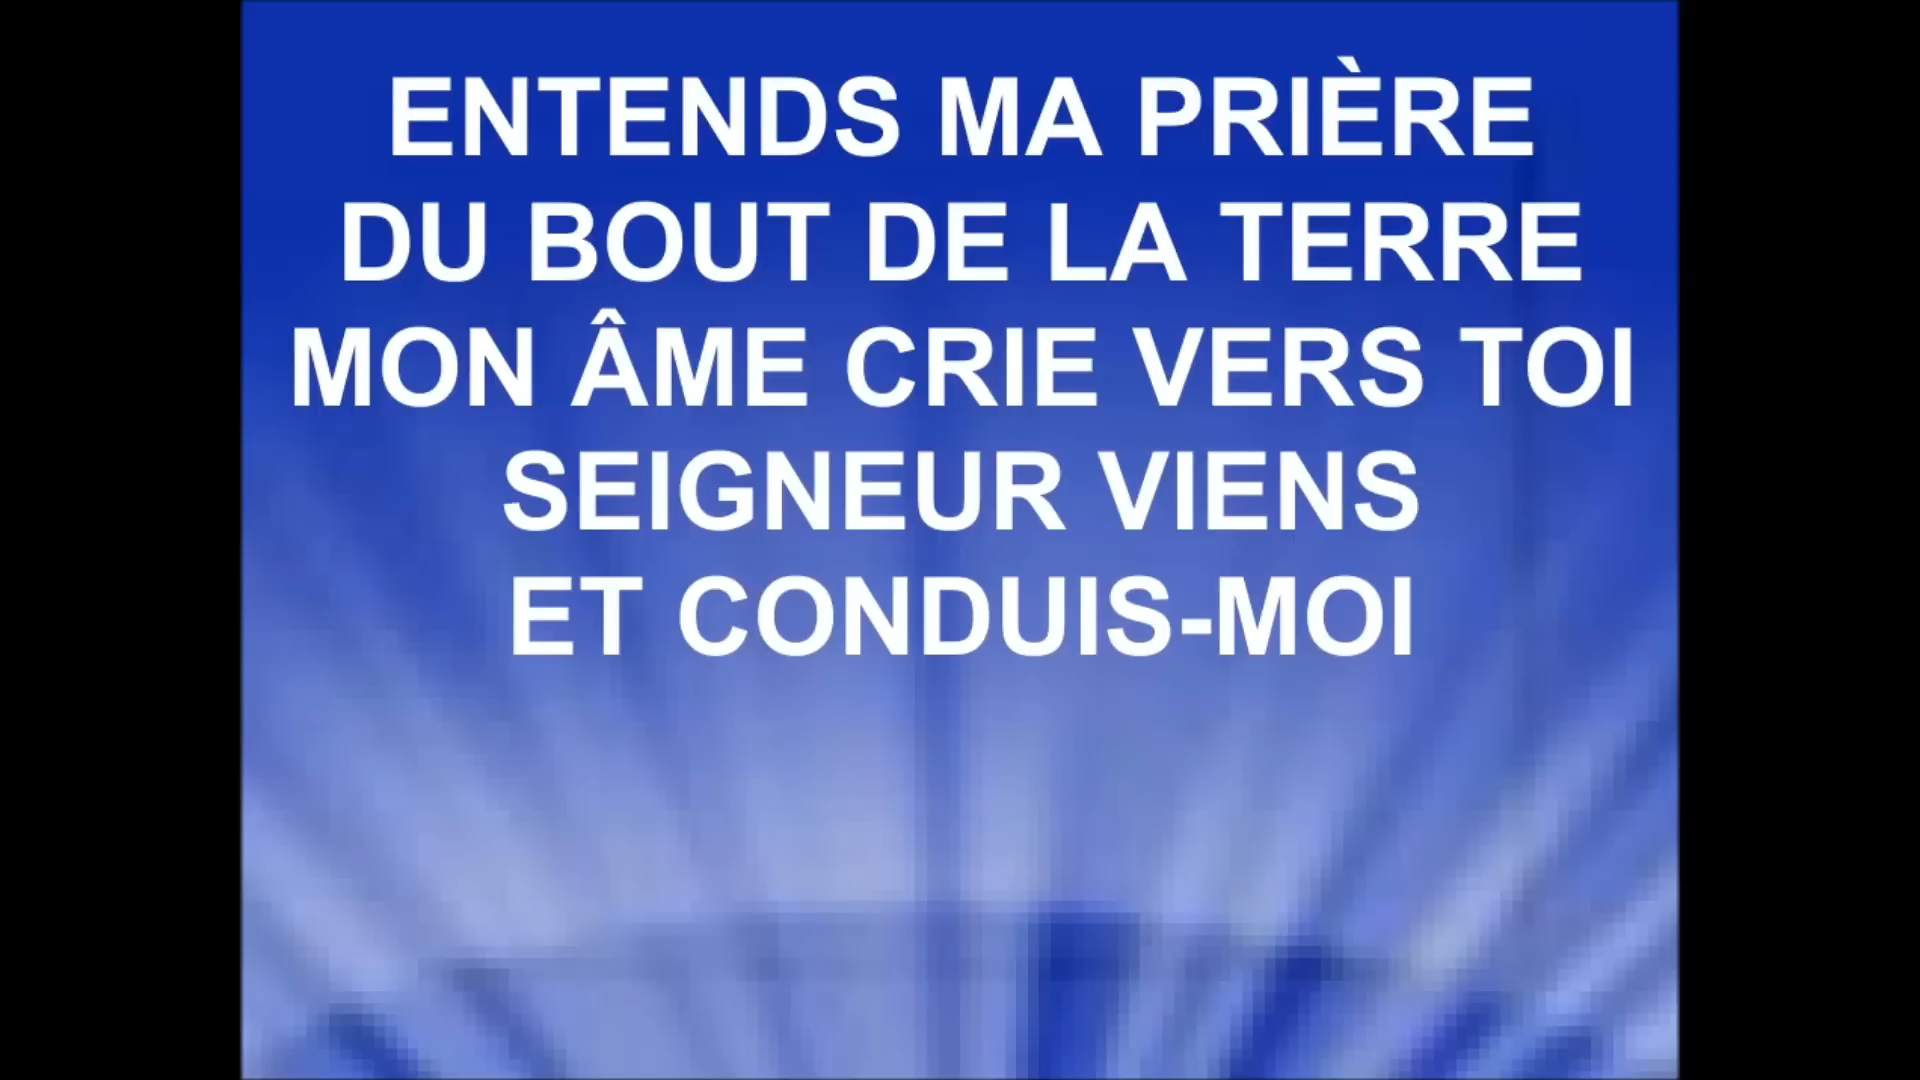 ENTENDS MA PRIÈRE
DU BOUT DE LA TERRE
MON ÂME CRIE VERS TOI
SEIGNEUR VIENS
ET CONDUIS-MOI